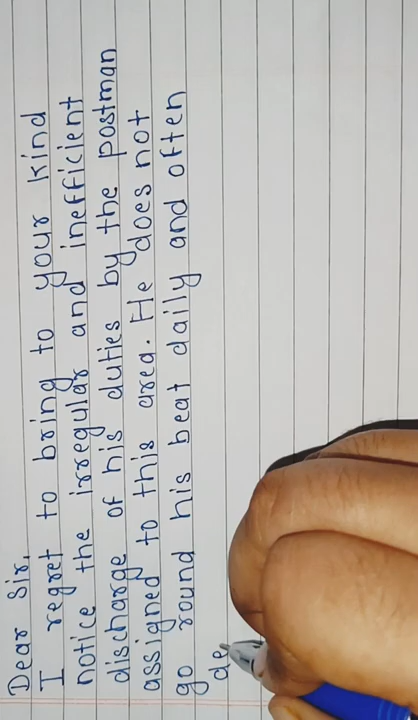 Dear Sir,
I regret to bring to your kind
notice the irregular and inefficient
discharge of his duties by the postman
assigned to this area. He does not
go round his beat daily and often
de